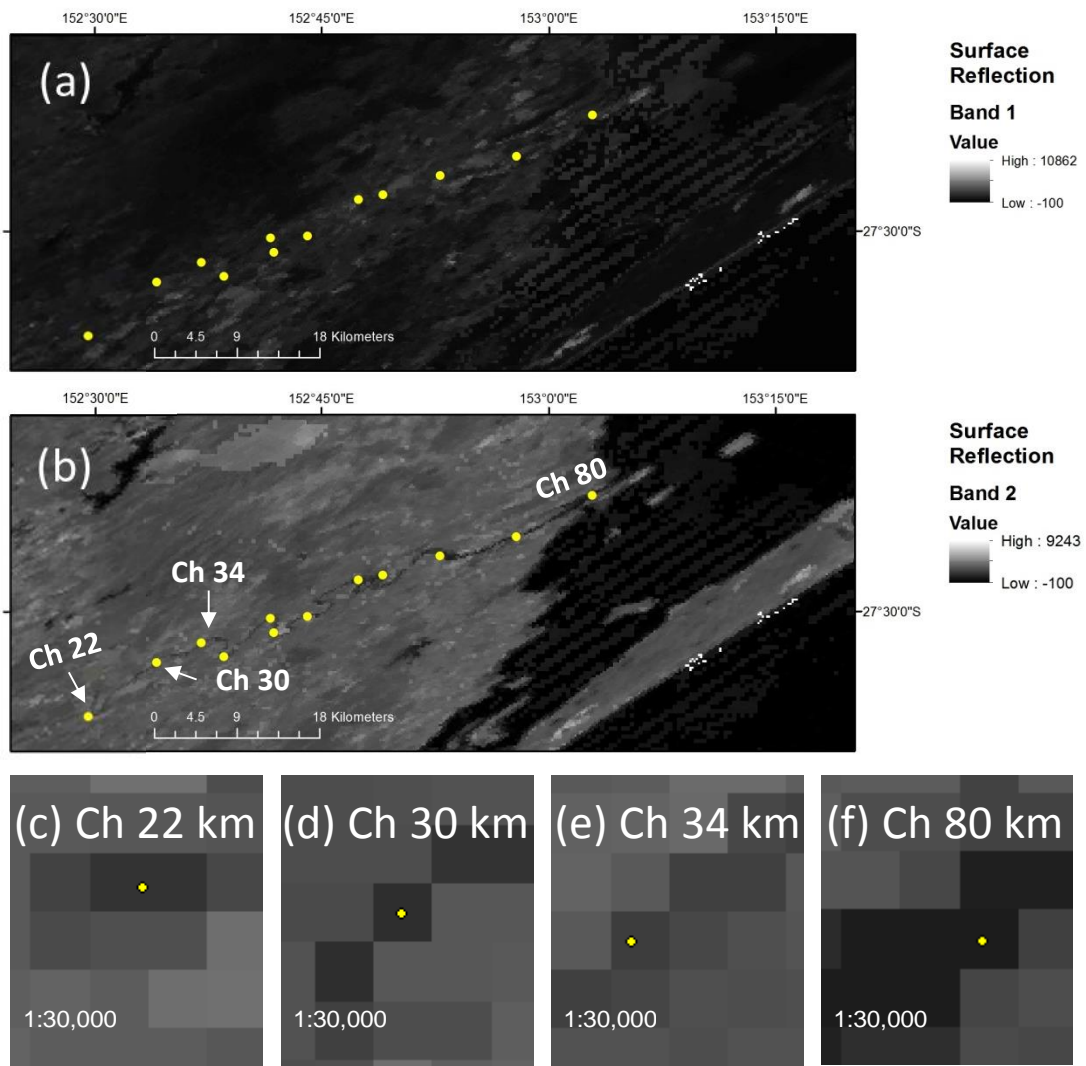 152°30'0"E 152°45'0"E 153°0'0"E 153°15'0"E
(a)
27°30'0"S
0 4.5 9 18 Kilometers
Surface
Reflection
Band 1
Value
High : 10862
Low : -100
152°30'0"E 152°45'0"E 153°0'0"E 153°15'0"E
(b)
Ch 80
Ch 34
Ch 22
Ch 30
27°30'0"S
0 4.5 9 18 Kilometers
Surface
Reflection
Band 2
Value
High : 9243
Low : -100
(c) Ch 22 km
1:30,000
(d) Ch 30 km
1:30,000
(e) Ch 34 km
1:30,000
(f) Ch 80 km
1:30,000